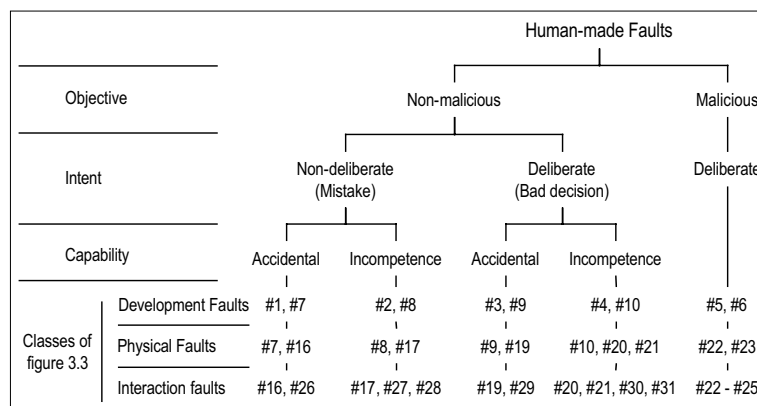 Human-made Faults
Objective Non-malicious Malicious
Intent Non-deliberate (Mistake) Deliberate (Bad decision) Deliberate
Capability Accidental Incompetence Accidental Incompetence
Classes of figure 3.3
Development Faults #1, #7 #2, #8 #3, #9 #4, #10 #5, #6
Physical Faults #7, #16 #8, #17 #9, #19 #10, #20, #21 #22, #23
Interaction faults #16, #26 #17, #27, #28 #19, #29 #20, #21, #30, #31 #22 - #25